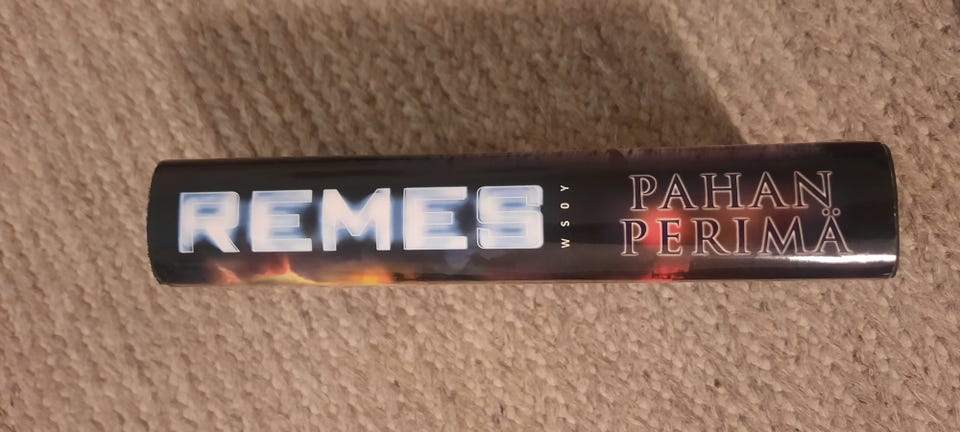 REMES
WSOY
PAHAN
PERIMÄ